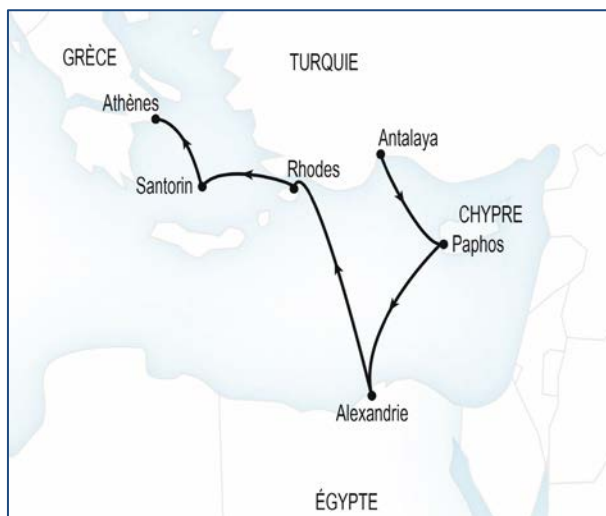 GRÈCE
TURQUIE
Athènes
Antalaya
Rhodes
Santorin
CHYPRE
Paphos
Alexandrie
ÉGYPTE